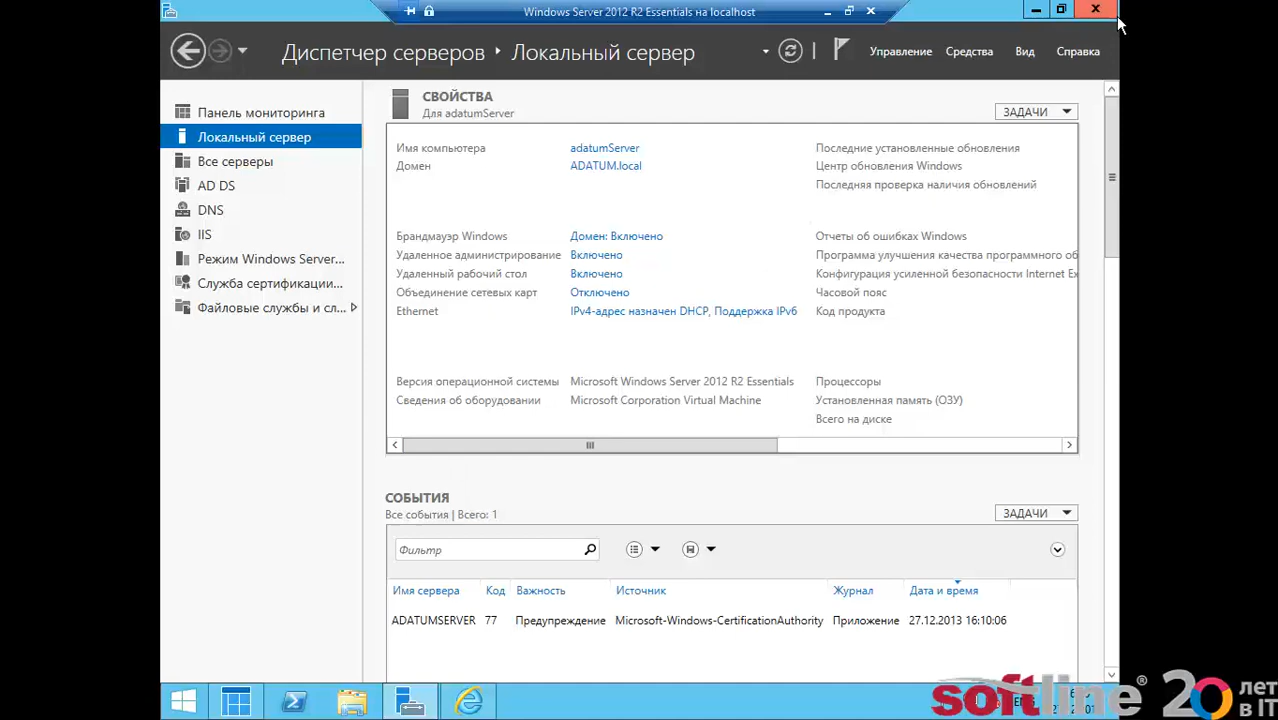 Windows Server 2012 R2 Essentials на localhost
Диспетчер серверов ‣ Локальный сервер
Управление Средства Вид Справка
Панель мониторинга
Локальный сервер
Все серверы
AD DS
DNS
IIS
Режим Windows Server...
Служба сертификации...
Файловые службы и сл...
СВОЙСТВА
Для adatumServer
ЗАДАЧИ
Имя компьютера adatumServer Последние установленные обновления
Домен ADATUM.local Центр обновления Windows
Последняя проверка наличия обновлений
Брандмауэр Windows Домен: Включено Отчеты об ошибках Windows
Удаленное администрирование Включено Программа улучшения качества программного об
Удаленный рабочий стол Включено Конфигурация усиленной безопасности Internet Ex
Объединение сетевых карт Отключено Часовой пояс
Ethernet IPv4-адрес назначен DHCP, Поддержка IPv6 Код продукта
Версия операционной системы Microsoft Windows Server 2012 R2 Essentials Процессоры
Сведения об оборудовании Microsoft Corporation Virtual Machine Установленная память (ОЗУ)
Всего на диске
СОБЫТИЯ
Все события | Всего: 1
ЗАДАЧИ
Фильтр
Имя сервера Код Важность Источник Журнал Дата и время
ADATUMSERVER 77 Предупреждение Microsoft-Windows-CertificationAuthority Приложение 27.12.2013 16:10:06
softline® 20 лет в IT